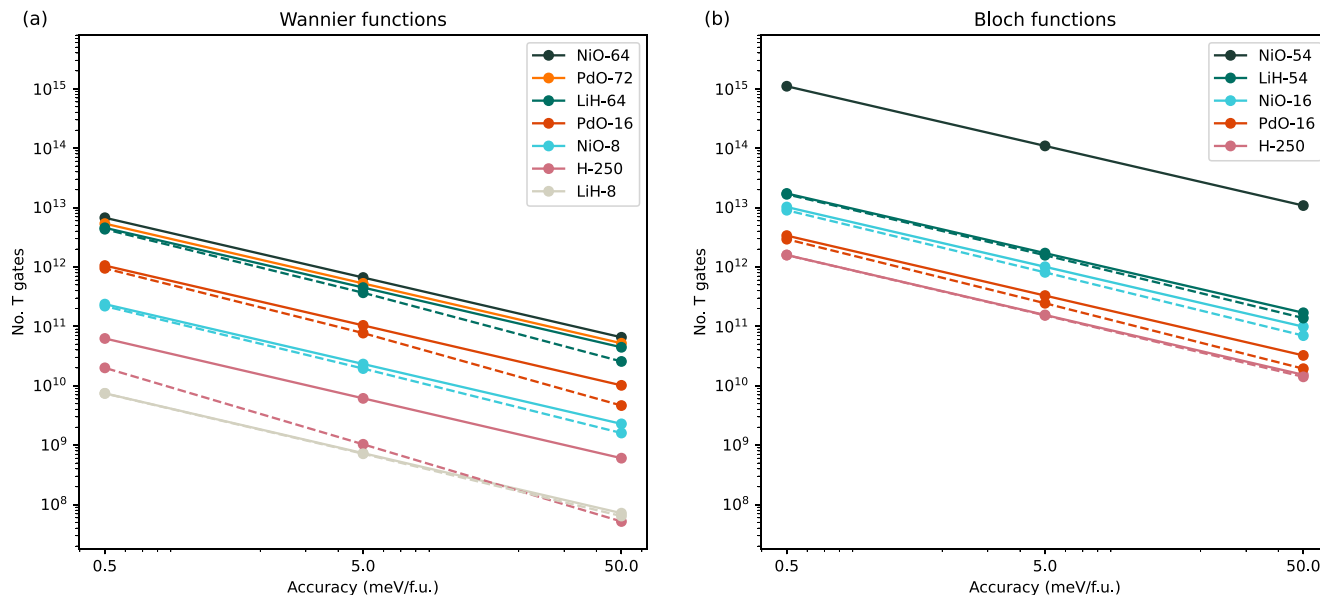 (a)
Wannier functions
NiO-64
PdO-72
LiH-64
PdO-16
NiO-8
H-250
LiH-8
No. T gates
10^15
10^14
10^13
10^12
10^11
10^10
10^9
10^8
0.5
5.0
50.0
Accuracy (meV/f.u.)
(b)
Bloch functions
NiO-54
LiH-54
NiO-16
PdO-16
H-250
No. T gates
10^15
10^14
10^13
10^12
10^11
10^10
10^9
10^8
0.5
5.0
50.0
Accuracy (meV/f.u.)